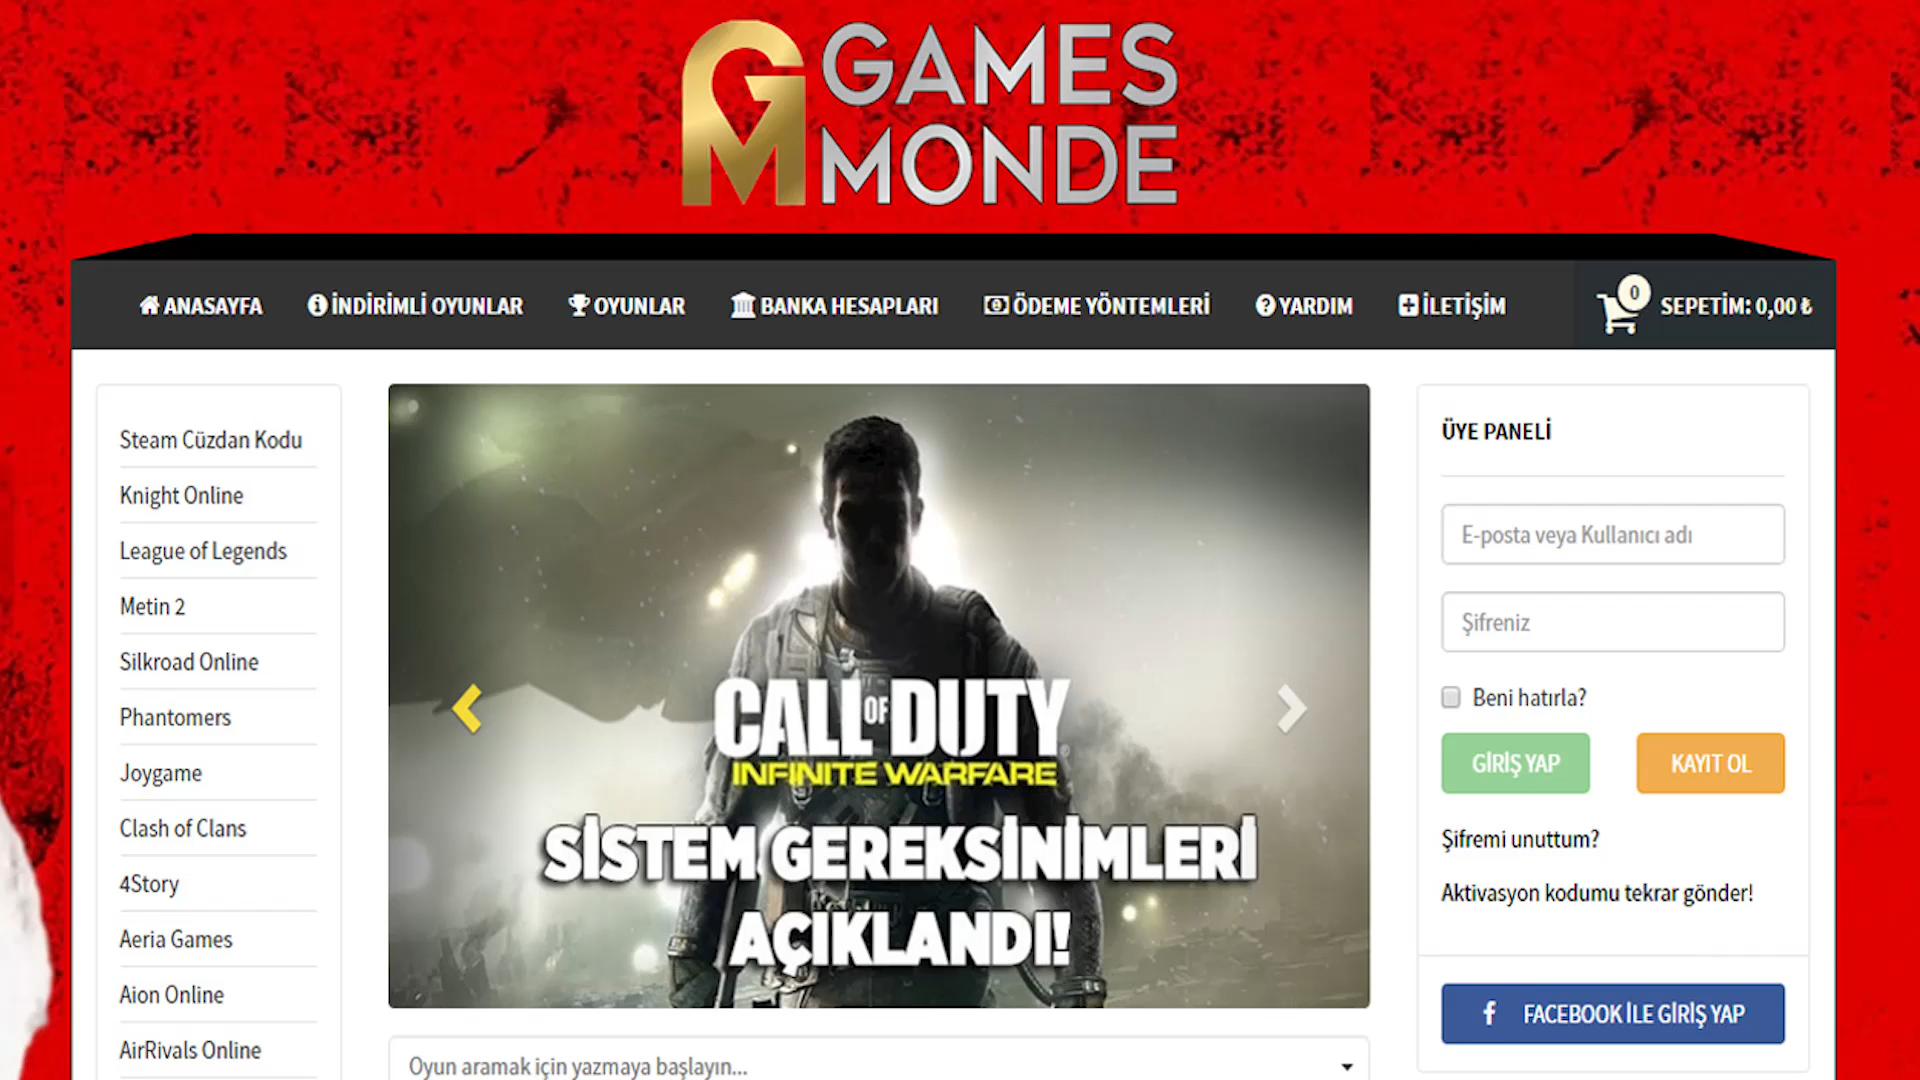 GAMES
MONDE
ANASAYFA İNDİRİMLİ OYUNLAR OYUNLAR BANKA HESAPLARI ÖDEME YÖNTEMLERİ YARDIM İLETİŞİM 0 SEPETİM: 0,00 ₺
Steam Cüzdan Kodu
Knight Online
League of Legends
Metin 2
Silkroad Online
Phantomers
Joygame
Clash of Clans
4Story
Aeria Games
Aion Online
AirRivals Online
CALL OF DUTY
INFINITE WARFARE
SİSTEM GEREKSİNİMLERİ
AÇIKLANDI!
Oyun aramak için yazmaya başlayın...
ÜYE PANELİ
E-posta veya Kullanıcı adı
Şifreniz
Beni hatırla?
GİRİŞ YAP KAYIT OL
Şifremi unuttum?
Aktivasyon kodumu tekrar gönder!
FACEBOOK İLE GİRİŞ YAP